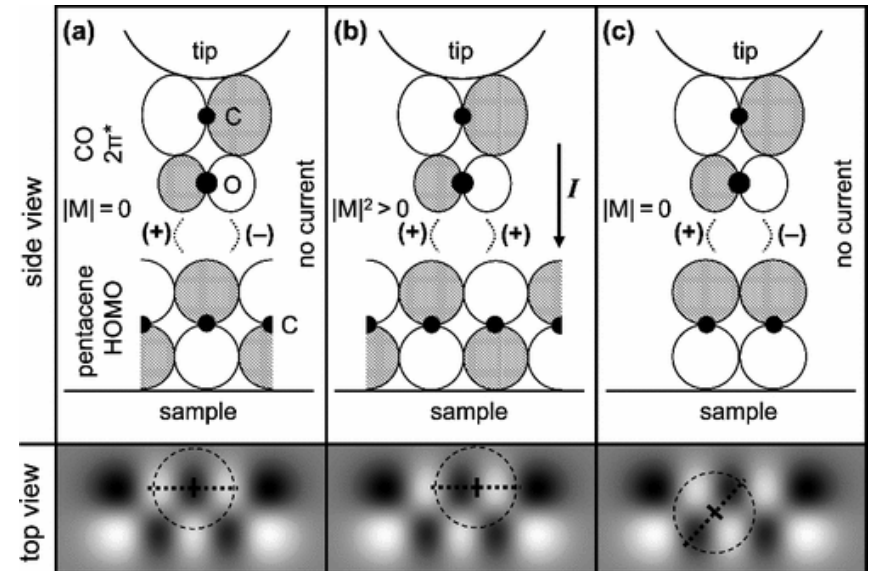 (a)
tip
C
CO
2π*
O
|M| = 0
(+)
(–)
no current
pentacene
HOMO
C
sample
(b)
tip
|M|² > 0
I
(+)
(+)
sample
(c)
tip
|M| = 0
(+)
(–)
no current
sample
side view
top view